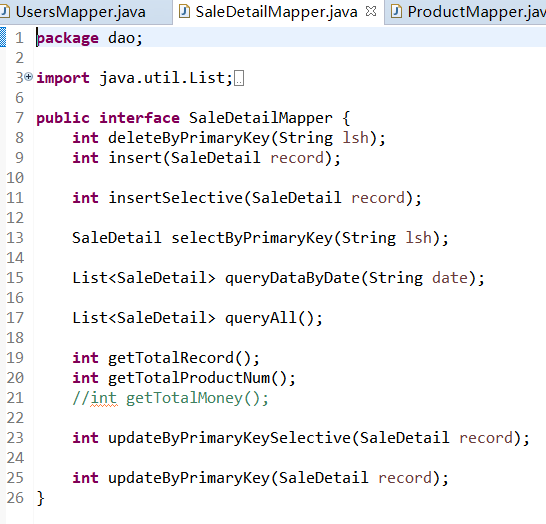 UsersMapper.java SaleDetailMapper.java ProductMapper.jav
1 package dao;
2
3 import java.util.List;
6
7 public interface SaleDetailMapper {
8 int deleteByPrimaryKey(String lsh);
9 int insert(SaleDetail record);
10
11 int insertSelective(SaleDetail record);
12
13 SaleDetail selectByPrimaryKey(String lsh);
14
15 List<SaleDetail> queryDataByDate(String date);
16
17 List<SaleDetail> queryAll();
18
19 int getTotalRecord();
20 int getTotalProductNum();
21 //int getTotalMoney();
22
23 int updateByPrimaryKeySelective(SaleDetail record);
24
25 int updateByPrimaryKey(SaleDetail record);
26 }